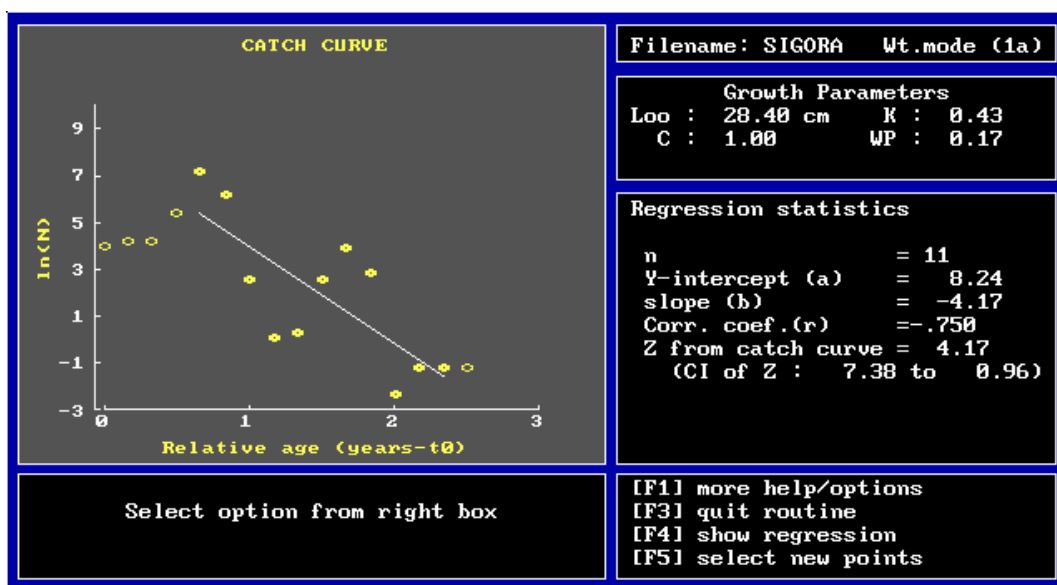 CATCH CURVE
9
7
5
3
1
-1
-3
ln(N)
0 1 2 3
Relative age (years-t0)
Filename: SIGORA Wt.mode (1a)
Growth Parameters
Loo : 28.40 cm K : 0.43
C : 1.00 WP : 0.17
Regression statistics
n = 11
Y-intercept (a) = 8.24
slope (b) = -4.17
Corr. coef.(r) =-.750
Z from catch curve = 4.17
(CI of Z : 7.38 to 0.96)
Select option from right box
[F1] more help/options
[F3] quit routine
[F4] show regression
[F5] select new points